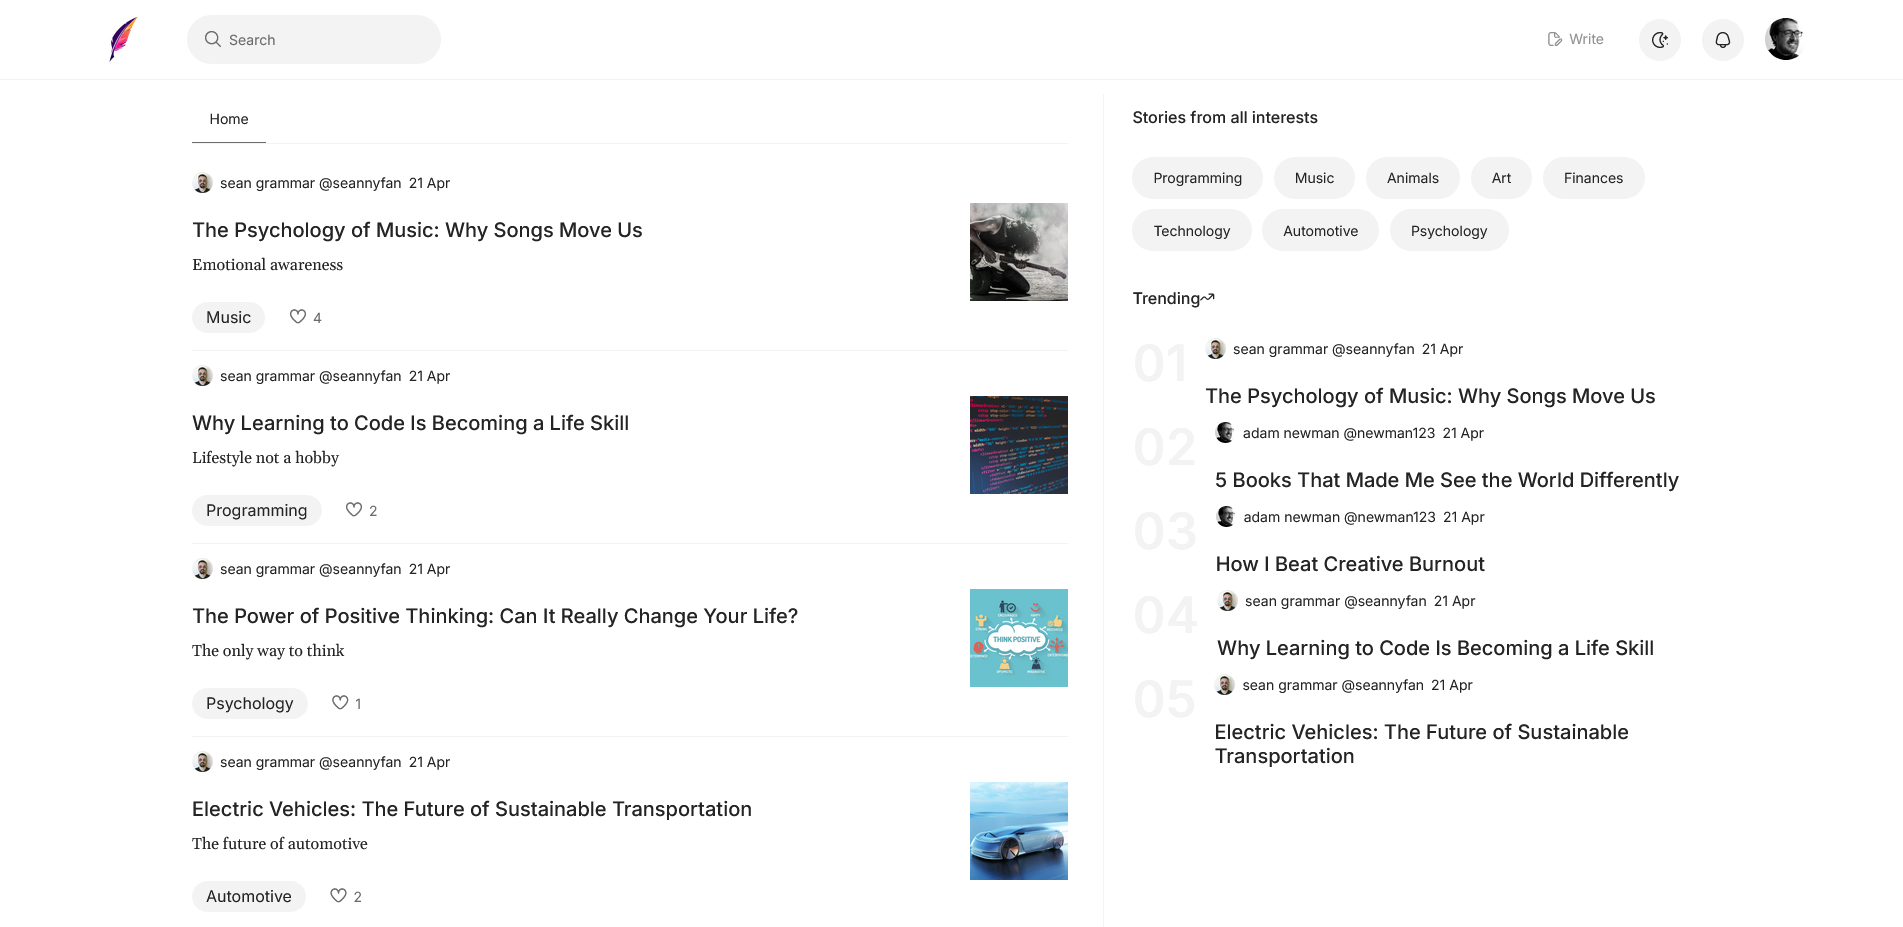 Search
Write
Home
sean grammar @seannyfan 21 Apr
The Psychology of Music: Why Songs Move Us
Emotional awareness
Music
4
sean grammar @seannyfan 21 Apr
Why Learning to Code Is Becoming a Life Skill
Lifestyle not a hobby
Programming
2
sean grammar @seannyfan 21 Apr
The Power of Positive Thinking: Can It Really Change Your Life?
The only way to think
THINK POSITIVE
Psychology
1
sean grammar @seannyfan 21 Apr
Electric Vehicles: The Future of Sustainable Transportation
The future of automotive
Automotive
2
Stories from all interests
Programming Music Animals Art Finances
Technology Automotive Psychology
Trending
01
sean grammar @seannyfan 21 Apr
The Psychology of Music: Why Songs Move Us
02
adam newman @newman123 21 Apr
5 Books That Made Me See the World Differently
03
adam newman @newman123 21 Apr
How I Beat Creative Burnout
04
sean grammar @seannyfan 21 Apr
Why Learning to Code Is Becoming a Life Skill
05
sean grammar @seannyfan 21 Apr
Electric Vehicles: The Future of Sustainable
Transportation